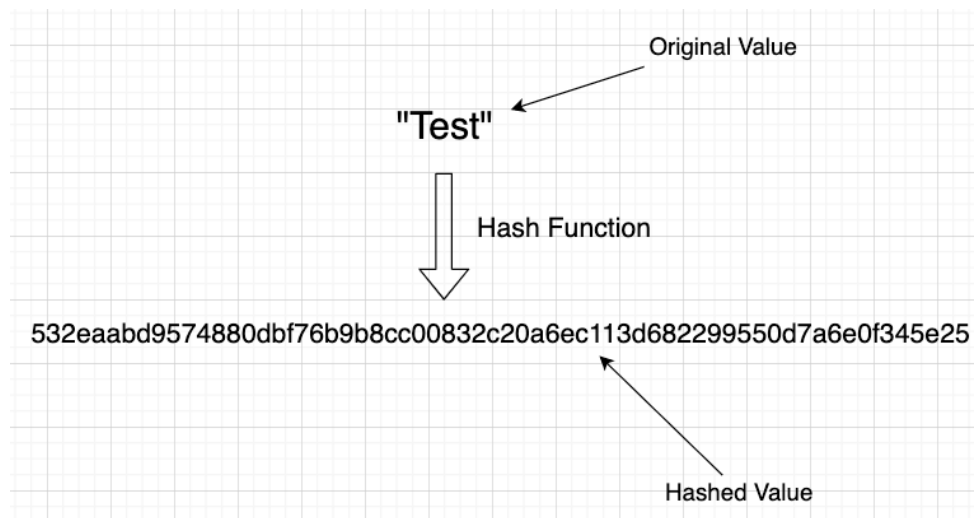 Original Value
"Test"
Hash Function
532eaabd9574880dbf76b9b8cc00832c20a6ec113d682299550d7a6e0f345e25
Hashed Value